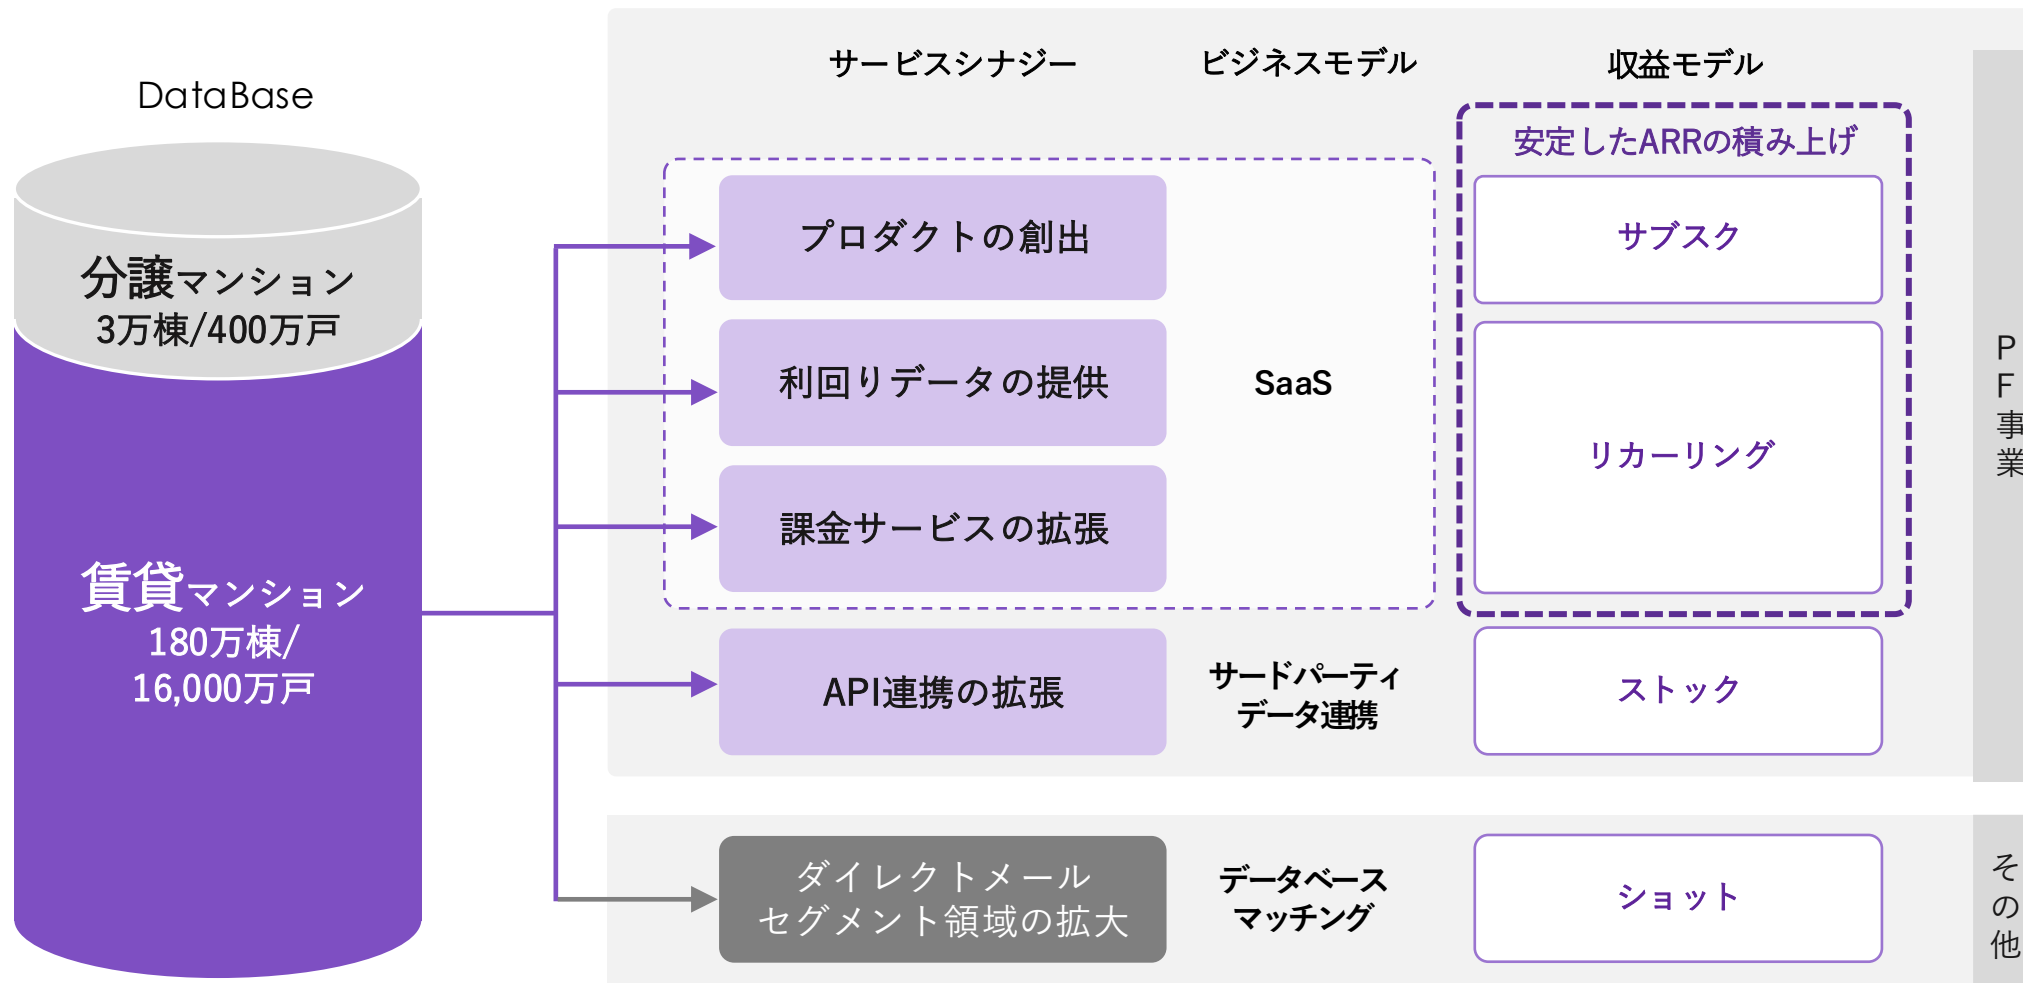 DataBase
分譲マンション
3万棟/400万戸
賃貸マンション
180万棟/
16,000万戸
サービスシナジー
ビジネスモデル
収益モデル
安定したARRの積み上げ
プロダクトの創出
サブスク
利回りデータの提供
SaaS
リカーリング
課金サービスの拡張
API連携の拡張
サードパーティ
データ連携
ストック
PF事業
ダイレクトメール
セグメント領域の拡大
データベース
マッチング
ショット
その他